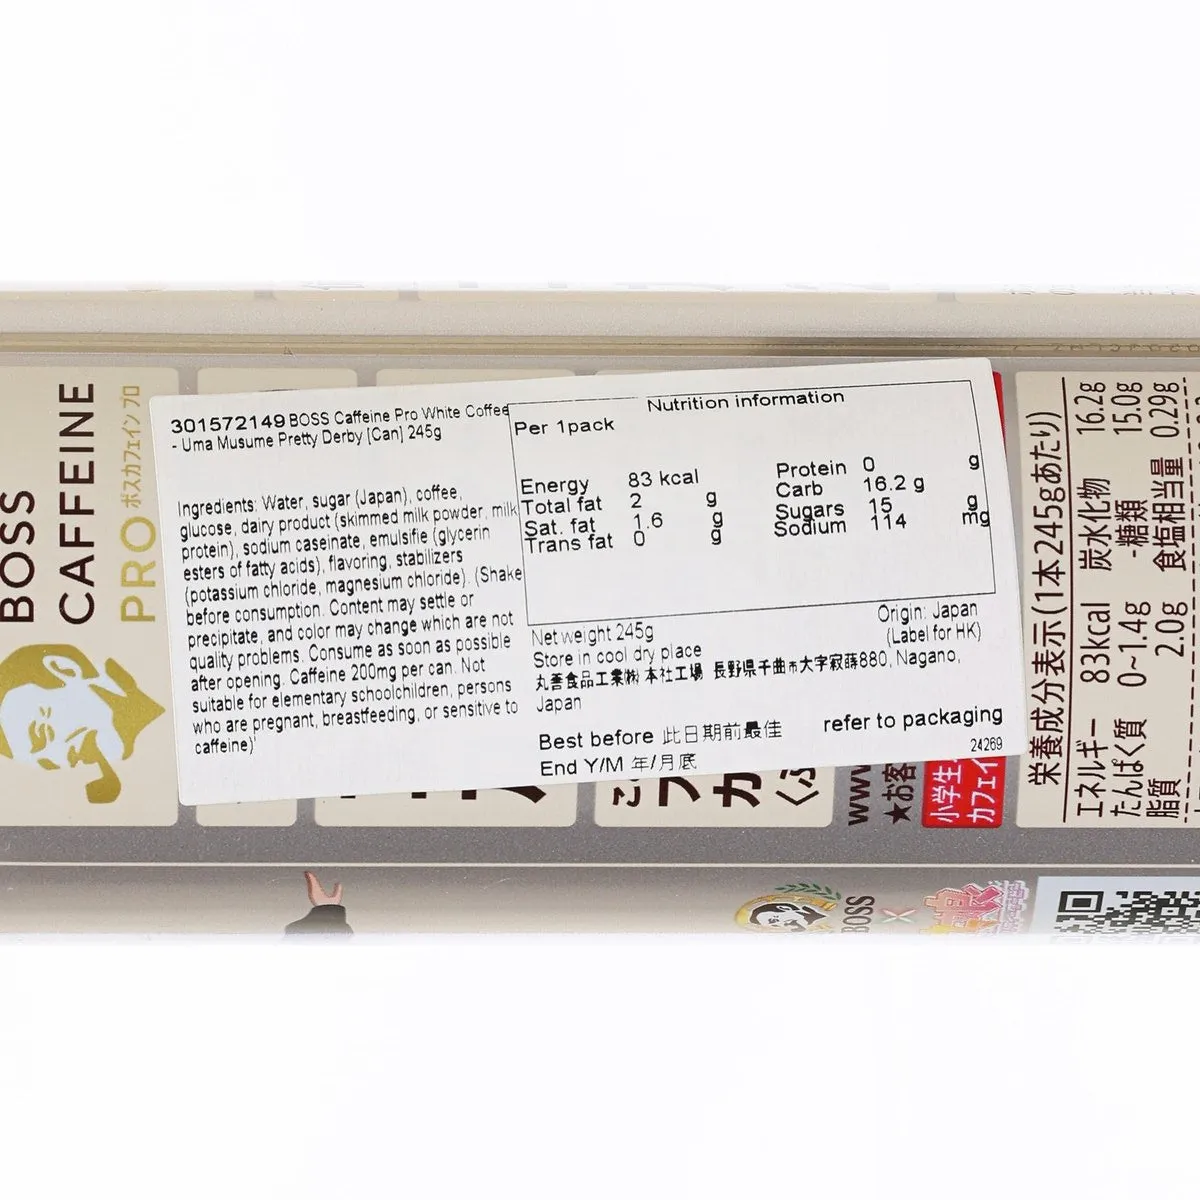 BOSS
CAFFEINE
PRO ボスカフェイン プロ
301572149 BOSS Caffeine Pro White Coffee
- Uma Musume Pretty Derby [Can] 245g
Ingredients: Water, sugar (Japan), coffee,
glucose, dairy product (skimmed milk powder, milk
protein), sodium caseinate, emulsifie (glycerin
esters of fatty acids), flavoring, stabilizers
(potassium chloride, magnesium chloride). (Shake
before consumption. Content may settle or
precipitate, and color may change which are not
quality problems. Consume as soon as possible
after opening. Caffeine 200mg per can. Not
suitable for elementary schoolchildren, persons
who are pregnant, breastfeeding, or sensitive to
caffeine)
Nutrition information
Per 1pack
Energy 83 kcal
Total fat 2 g
Sat. fat 1.6 g
Trans fat 0 g
Protein 0 g
Carb 16.2 g
Sugars 15 g
Sodium 114 mg
Net weight 245g
Origin: Japan
Store in cool dry place
(Label for HK)
丸善食品工業㈱ 本社工場 長野県千曲市大字寂蒔880, Nagano,
Japan
Best before 此日期前最佳 refer to packaging
End Y/M 年/月底
24269
www
★お客
小学生
カフェイ
栄養成分表示(1本245gあたり)
エネルギー 83kcal 炭水化物 16.2g
たんぱく質 0~1.4g -糖類 15.0g
脂質 2.0g 食塩相当量 0.29g
BOSS